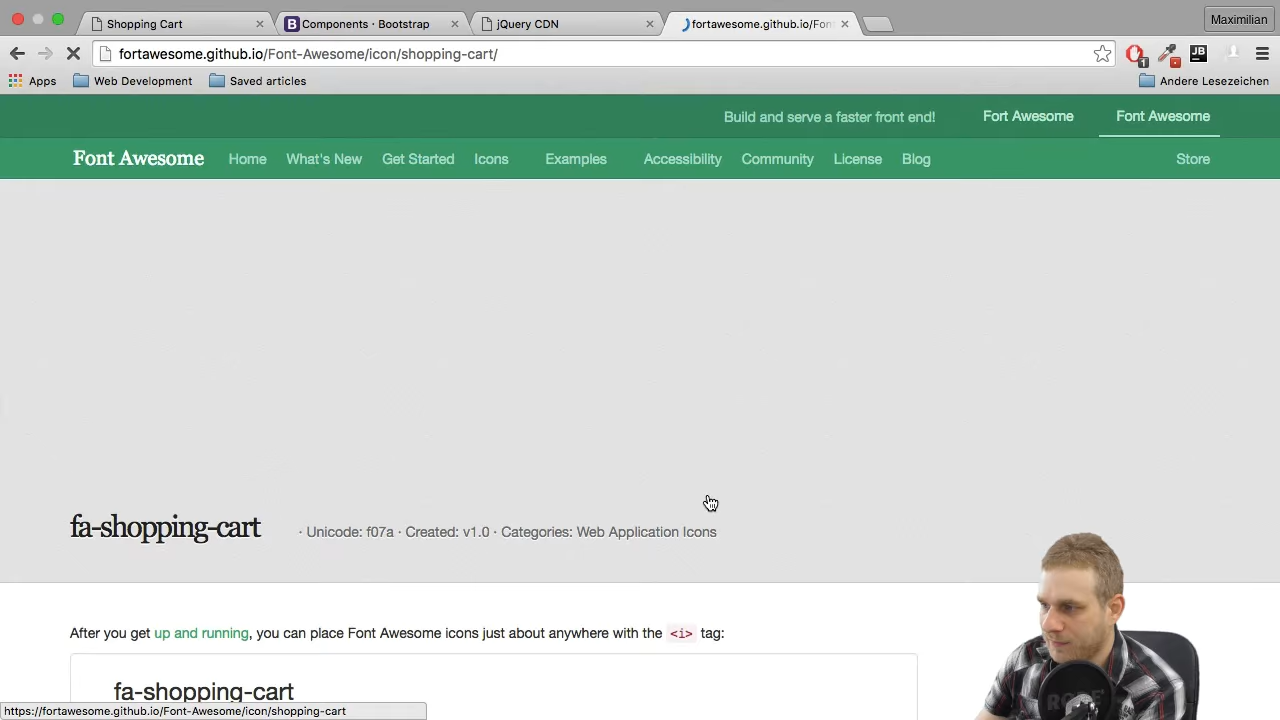 Shopping Cart
Components · Bootstrap
jQuery CDN
fortawesome.github.io/Fon
Maximilian
fortawesome.github.io/Font-Awesome/icon/shopping-cart/
1
JB
Apps
Web Development
Saved articles
Andere Lesezeichen
Build and serve a faster front end!
Fort Awesome
Font Awesome
Font Awesome
Home
What's New
Get Started
Icons
Examples
Accessibility
Community
License
Blog
Store
fa-shopping-cart
· Unicode: f07a · Created: v1.0 · Categories: Web Application Icons
After you get up and running, you can place Font Awesome icons just about anywhere with the <i> tag:
fa-shopping-cart
https://fortawesome.github.io/Font-Awesome/icon/shopping-cart